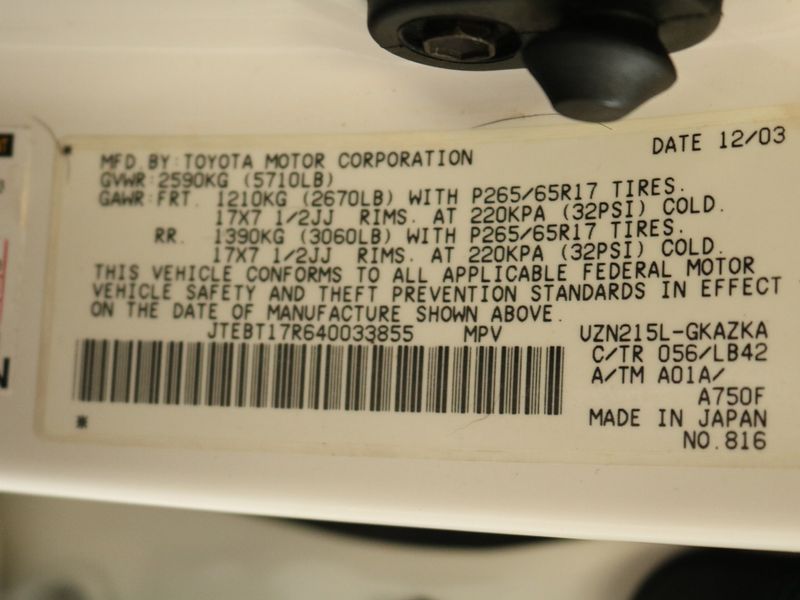 DATE 12/03
MFD.BY:TOYOTA MOTOR CORPORATION
GVWR:2590KG (5710LB)
GAWR:FRT. 1210KG (2670LB) WITH P265/65R17 TIRES.
17X7 1/2JJ RIMS. AT 220KPA (32PSI) COLD.
RR. 1390KG (3060LB) WITH P265/65R17 TIRES.
17X7 1/2JJ RIMS. AT 220KPA (32PSI) COLD.
THIS VEHICLE CONFORMS TO ALL APPLICABLE FEDERAL MOTOR
VEHICLE SAFETY AND THEFT PREVENTION STANDARDS IN EFFECT
ON THE DATE OF MANUFACTURE SHOWN ABOVE.
JTEBT17R640033855 MPV UZN215L-GKAZKA
C/TR 056/LB42
A/TM A01A/
A750F
MADE IN JAPAN
NO.816